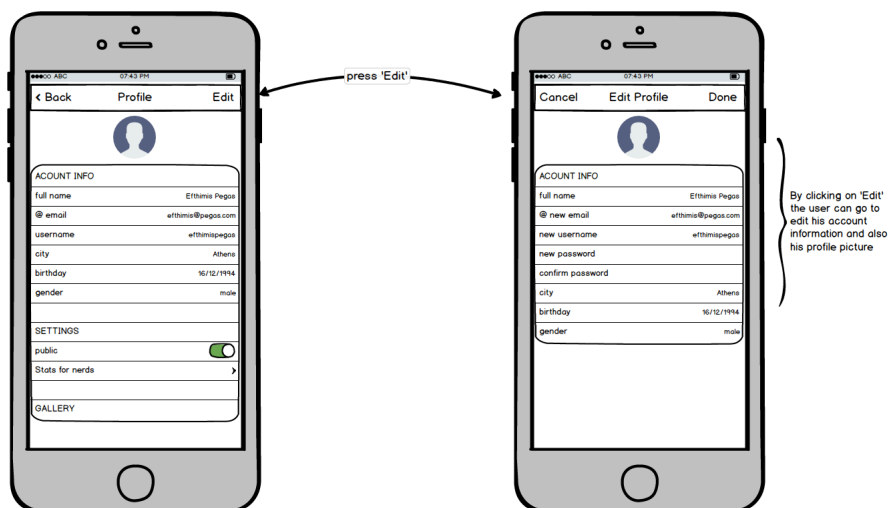 ABC 07:43 PM
< Back Profile Edit
ACOUNT INFO
full name Efthimis Pegas
@ email efthimis@pegas.com
username efthimispegas
city Athens
birthday 16/12/1994
gender male
SETTINGS
public
Stats for nerds >
GALLERY
press 'Edit'
ABC 07:43 PM
Cancel Edit Profile Done
ACOUNT INFO
full name Efthimis Pegas
@ new email efthimis@pegas.com
new username efthimispegas
new password
confirm password
city Athens
birthday 16/12/1994
gender male
By clicking on 'Edit'
the user can go to
edit his account
information and also
his profile picture